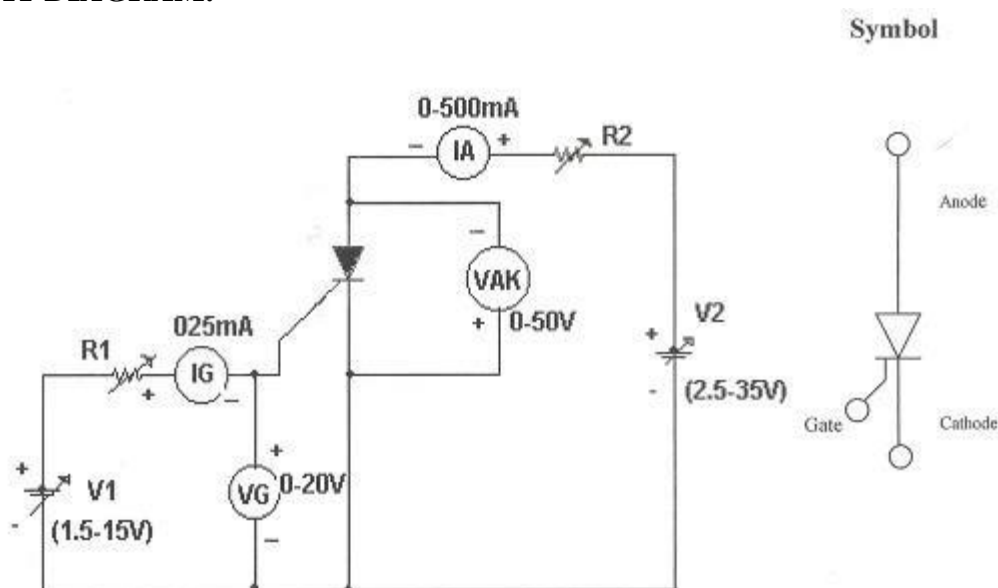 Symbol
0-500mA
− IA + R2
Anode
−
VAK
+ 0-50V
V2
+
- (2.5-35V)
025mA
R1
+ IG −
Gate
Cathode
+
V1
-
(1.5-15V)
+
VG 0-20V
−